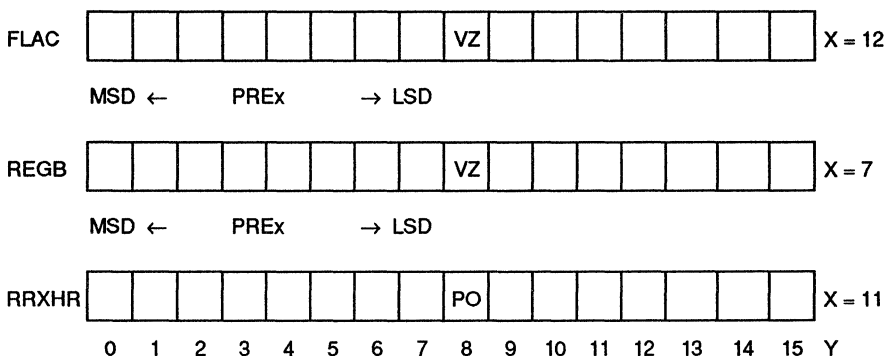 FLAC VZ X = 12
MSD ← PREx → LSD
REGB VZ X = 7
MSD ← PREx → LSD
RRXHR PO X = 11
0 1 2 3 4 5 6 7 8 9 10 11 12 13 14 15 Y